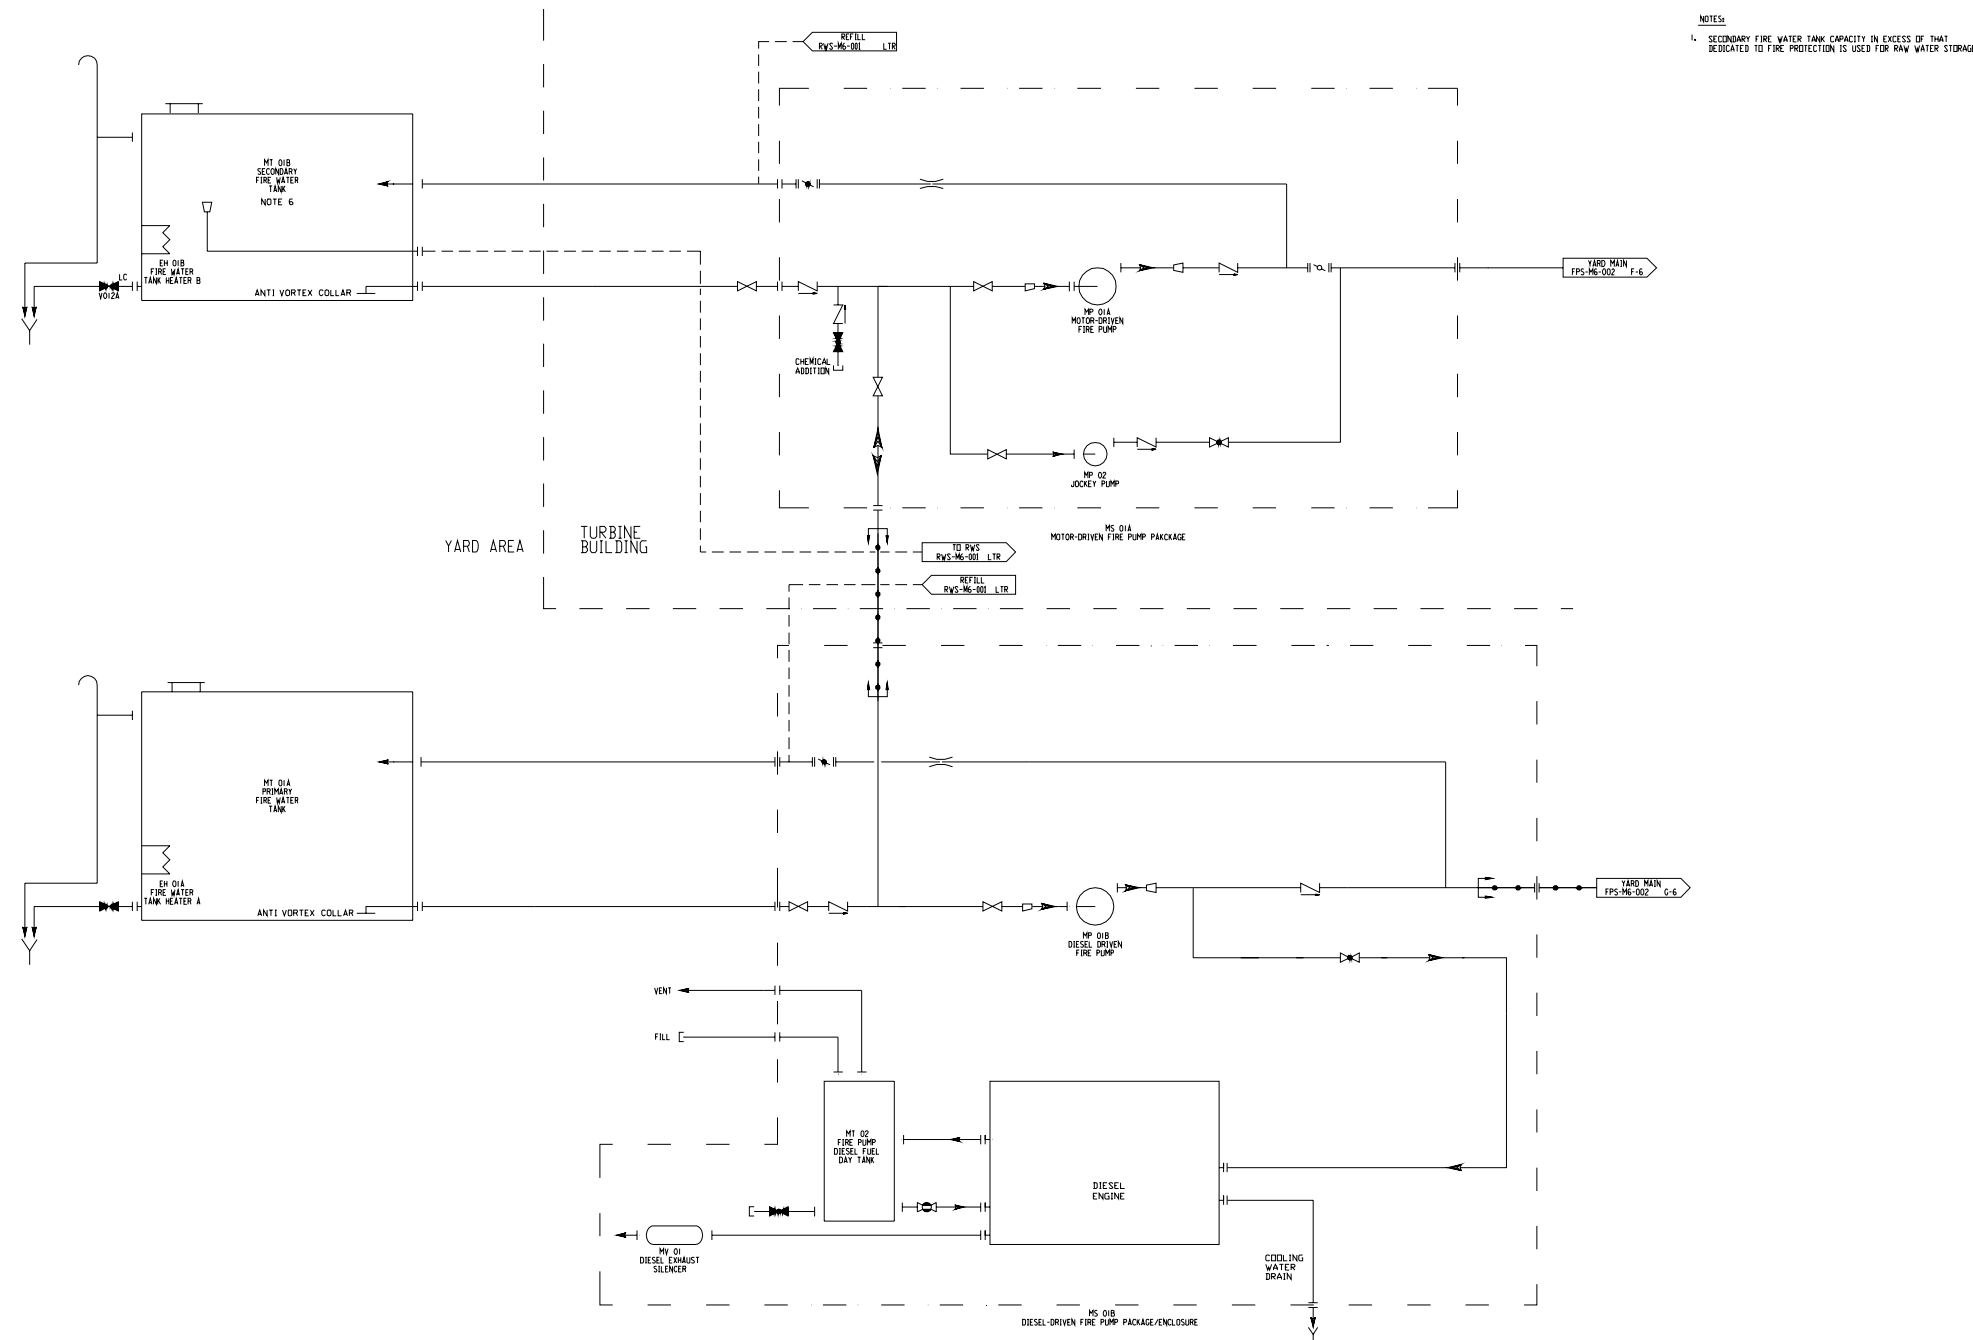 NOTES:
1. SECONDARY FIRE WATER TANK CAPACITY IN EXCESS OF THAT
DEDICATED TO FIRE PROTECTION IS USED FOR RAW WATER STORAGE
REFILL
RWS-M6-001 LTR
MT 01B
SECONDARY
FIRE WATER
TANK
NOTE 6
EH 01B
FIRE WATER
TANK HEATER B
LC
V012A
ANTI VORTEX COLLAR
YARD MAIN
FPS-M6-002 F-6
MP 01A
MOTOR-DRIVEN
FIRE PUMP
CHEMICAL
ADDITION
MP 02
JOCKEY PUMP
MS 01A
MOTOR-DRIVEN FIRE PUMP PAKCKAGE
YARD AREA
TURBINE
BUILDING
TO RWS
RWS-M6-001 LTR
REFILL
RWS-M6-001 LTR
MT 01A
PRIMARY
FIRE WATER
TANK
EH 01A
FIRE WATER
TANK HEATER A
ANTI VORTEX COLLAR
YARD MAIN
FPS-M6-002 G-6
MP 01B
DIESEL DRIVEN
FIRE PUMP
VENT
FILL
MT 02
FIRE PUMP
DIESEL FUEL
DAY TANK
DIESEL
ENGINE
MV 01
DIESEL EXHAUST
SILENCER
COOLING
WATER
DRAIN
MS 01B
DIESEL-DRIVEN FIRE PUMP PACKAGE/ENCLOSURE